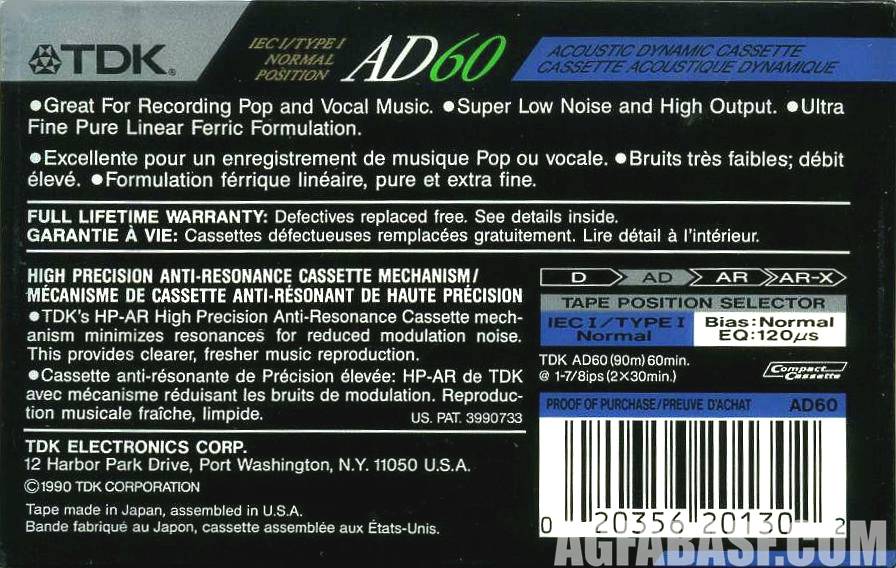 TDK®
IEC I/TYPE I
NORMAL
POSITION
AD60
ACOUSTIC DYNAMIC CASSETTE
CASSETTE ACOUSTIQUE DYNAMIQUE
●Great For Recording Pop and Vocal Music. ●Super Low Noise and High Output. ●Ultra
Fine Pure Linear Ferric Formulation.
●Excellente pour un enregistrement de musique Pop ou vocale. ●Bruits très faibles; débit
élevé. ●Formulation férrique linéaire, pure et extra fine.
FULL LIFETIME WARRANTY: Defectives replaced free. See details inside.
GARANTIE À VIE: Cassettes défectueuses remplacées gratuitement. Lire détail à l'intérieur.
HIGH PRECISION ANTI-RESONANCE CASSETTE MECHANISM/
MÉCANISME DE CASSETTE ANTI-RÉSONANT DE HAUTE PRÉCISION
●TDK's HP-AR High Precision Anti-Resonance Cassette mech-
anism minimizes resonances for reduced modulation noise.
This provides clearer, fresher music reproduction.
●Cassette anti-résonante de Précision élevée: HP-AR de TDK
avec mécanisme réduisant les bruits de modulation. Reproduc-
tion musicale fraîche, limpide.
US. PAT. 3990733
TDK ELECTRONICS CORP.
12 Harbor Park Drive, Port Washington, N.Y. 11050 U.S.A.
©1990 TDK CORPORATION
Tape made in Japan, assembled in U.S.A.
Bande fabriqué au Japon, cassette assemblée aux États-Unis.
D AD AR AR-X
TAPE POSITION SELECTOR
IEC I/TYPE I
Normal
Bias:Normal
EQ:120μs
TDK AD60 (90m) 60min.
@ 1-7/8ips (2×30min.)
Compact
Cassette
PROOF OF PURCHASE/PREUVE D'ACHAT AD60
0 20356 20130 2
AGFABASF.COM